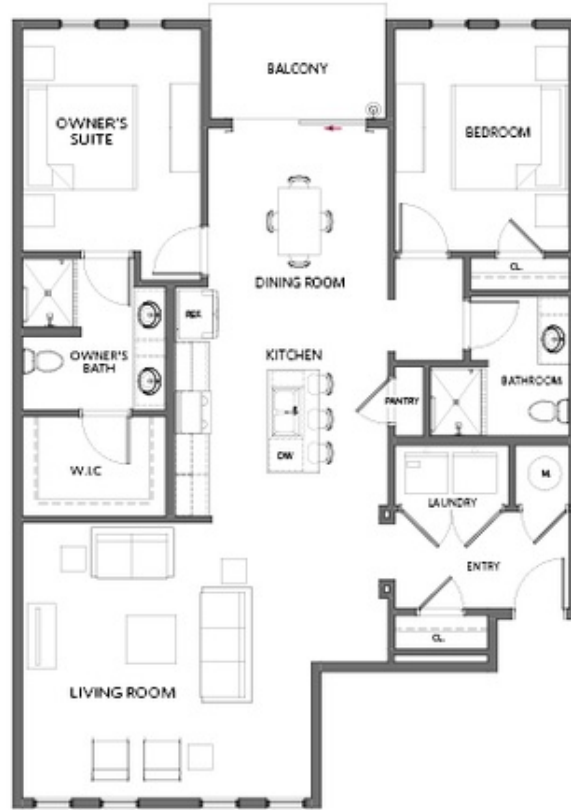 BALCONY
OWNER'S
SUITE
BEDROOM
DINING ROOM
CL.
REF.
KITCHEN
OWNER'S
BATH
BATHROOM
PANTRY
DW
W.I.C
M.
LAUNDRY
ENTRY
CL.
LIVING ROOM